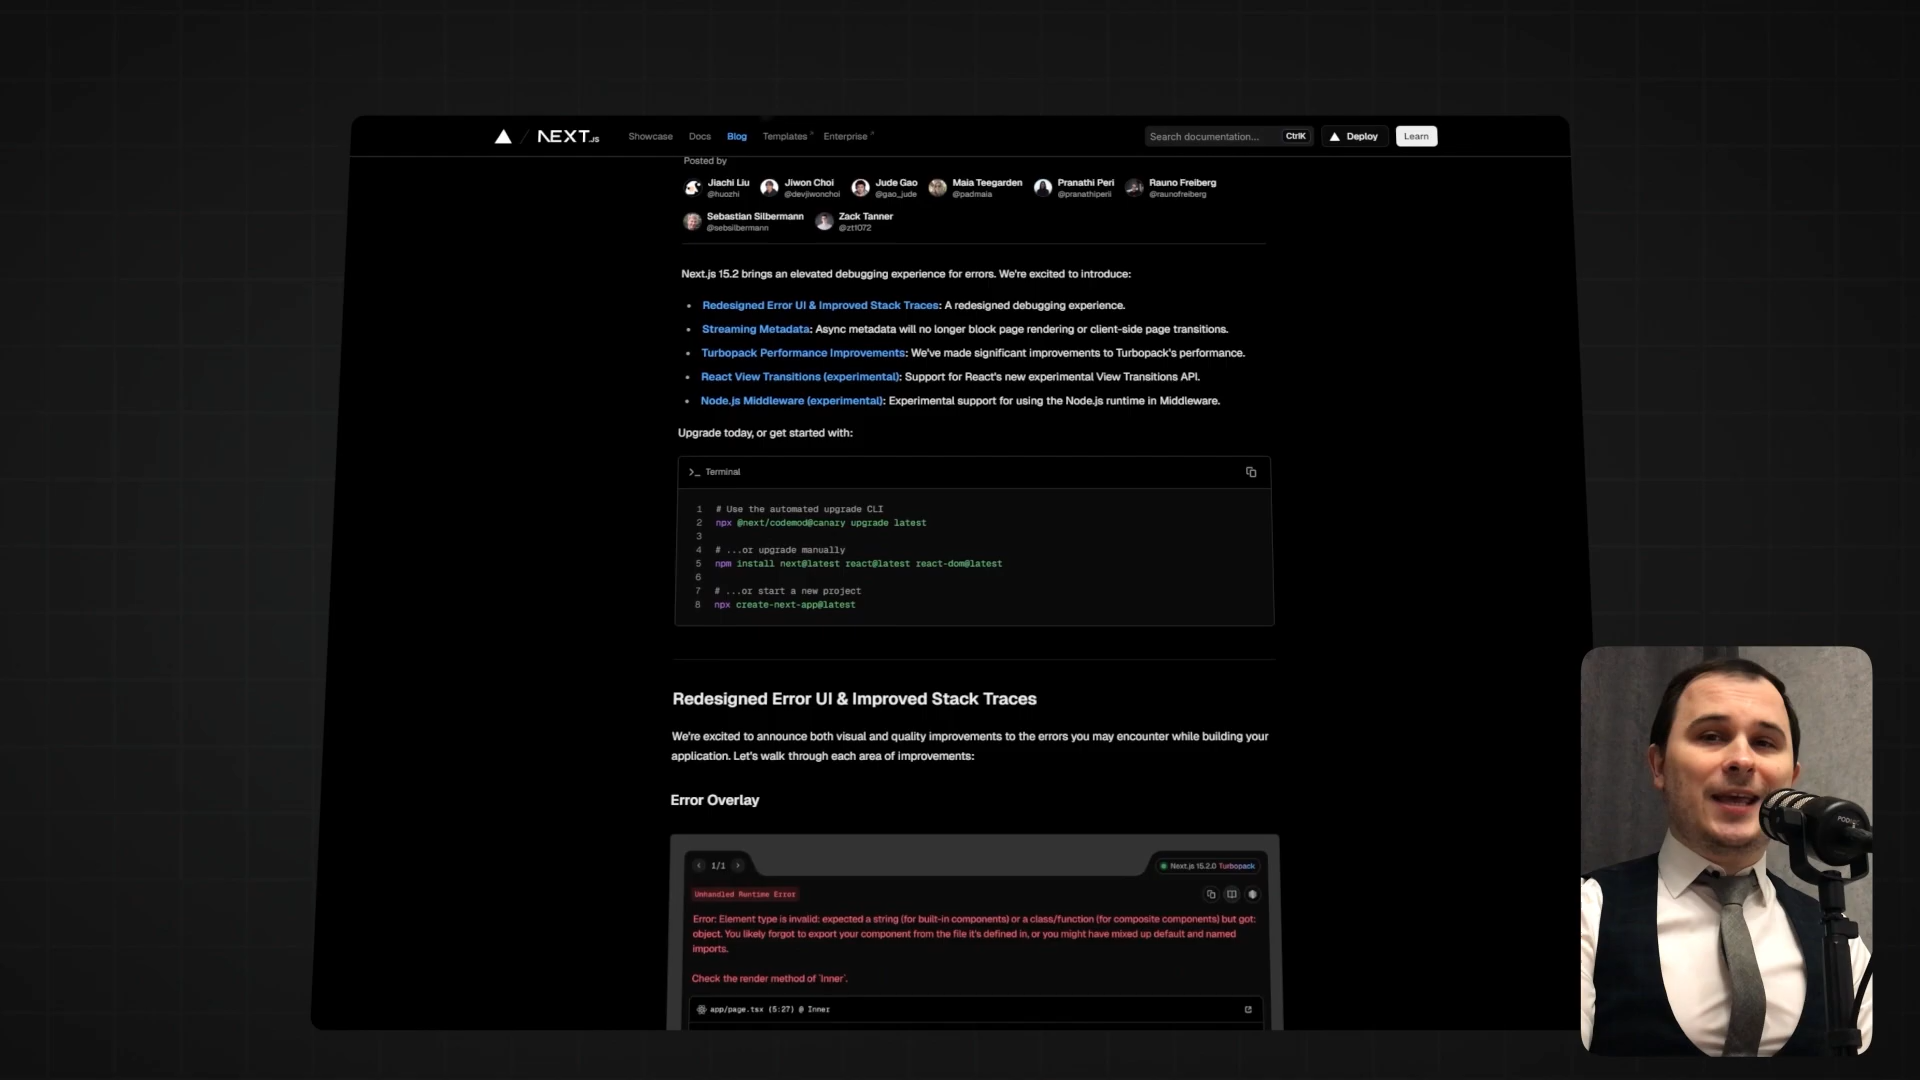 NEXT.JS
Showcase
Docs
Blog
Templates
Enterprise
Search documentation...
CtrlK
Deploy
Learn
Posted by
Jiachi Liu
@huozhi
Jiwon Choi
@devjiwonchoi
Jude Gao
@gao_jude
Maia Teegarden
@padmaia
Pranathi Peri
@pranathiperii
Rauno Freiberg
@raunofreiberg
Sebastian Silbermann
@sebsilbermann
Zack Tanner
@zt1072
Next.js 15.2 brings an elevated debugging experience for errors. We're excited to introduce:
• Redesigned Error UI & Improved Stack Traces: A redesigned debugging experience.
• Streaming Metadata: Async metadata will no longer block page rendering or client-side page transitions.
• Turbopack Performance Improvements: We've made significant improvements to Turbopack's performance.
• React View Transitions (experimental): Support for React's new experimental View Transitions API.
• Node.js Middleware (experimental): Experimental support for using the Node.js runtime in Middleware.
Upgrade today, or get started with:
>_ Terminal
1 # Use the automated upgrade CLI
2 npx @next/codemod@canary upgrade latest
3
4 # ...or upgrade manually
5 npm install next@latest react@latest react-dom@latest
6
7 # ...or start a new project
8 npx create-next-app@latest
Redesigned Error UI & Improved Stack Traces
We're excited to announce both visual and quality improvements to the errors you may encounter while building your
application. Let's walk through each area of improvements:
Error Overlay
‹ 1/1 ›
Next.js 15.2.0 Turbopack
Unhandled Runtime Error
Error: Element type is invalid: expected a string (for built-in components) or a class/function (for composite components) but got:
object. You likely forgot to export your component from the file it's defined in, or you might have mixed up default and named
imports.
Check the render method of `Inner`.
app/page.tsx (5:27) @ Inner